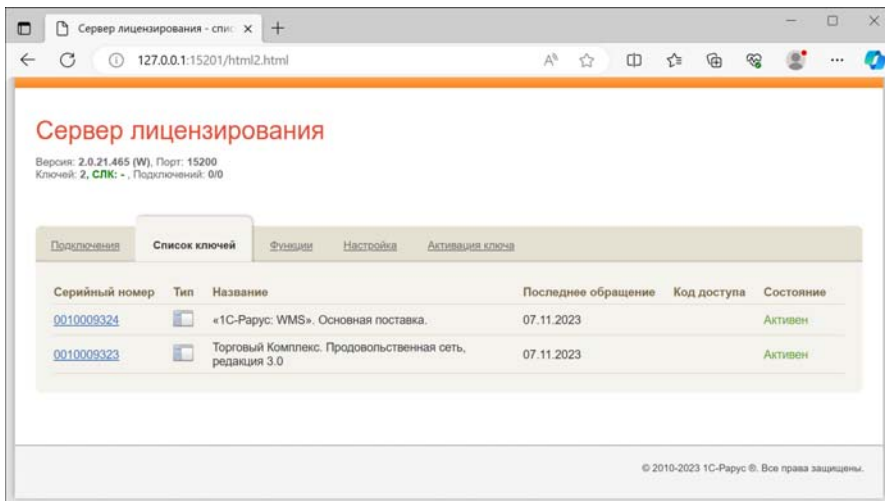 Сервер лицензирования - спис
127.0.0.1:15201/html2.html
Сервер лицензирования
Версия: 2.0.21.465 (W), Порт: 15200
Ключей: 2, СЛК: - , Подключений: 0/0
Подключения Список ключей Функции Настройка Активация ключа
Серийный номер Тип Название Последнее обращение Код доступа Состояние
0010009324 «1С-Рарус: WMS». Основная поставка. 07.11.2023 Активен
0010009323 Торговый Комплекс. Продовольственная сеть, редакция 3.0 07.11.2023 Активен
© 2010-2023 1С-Рарус ®. Все права защищены.